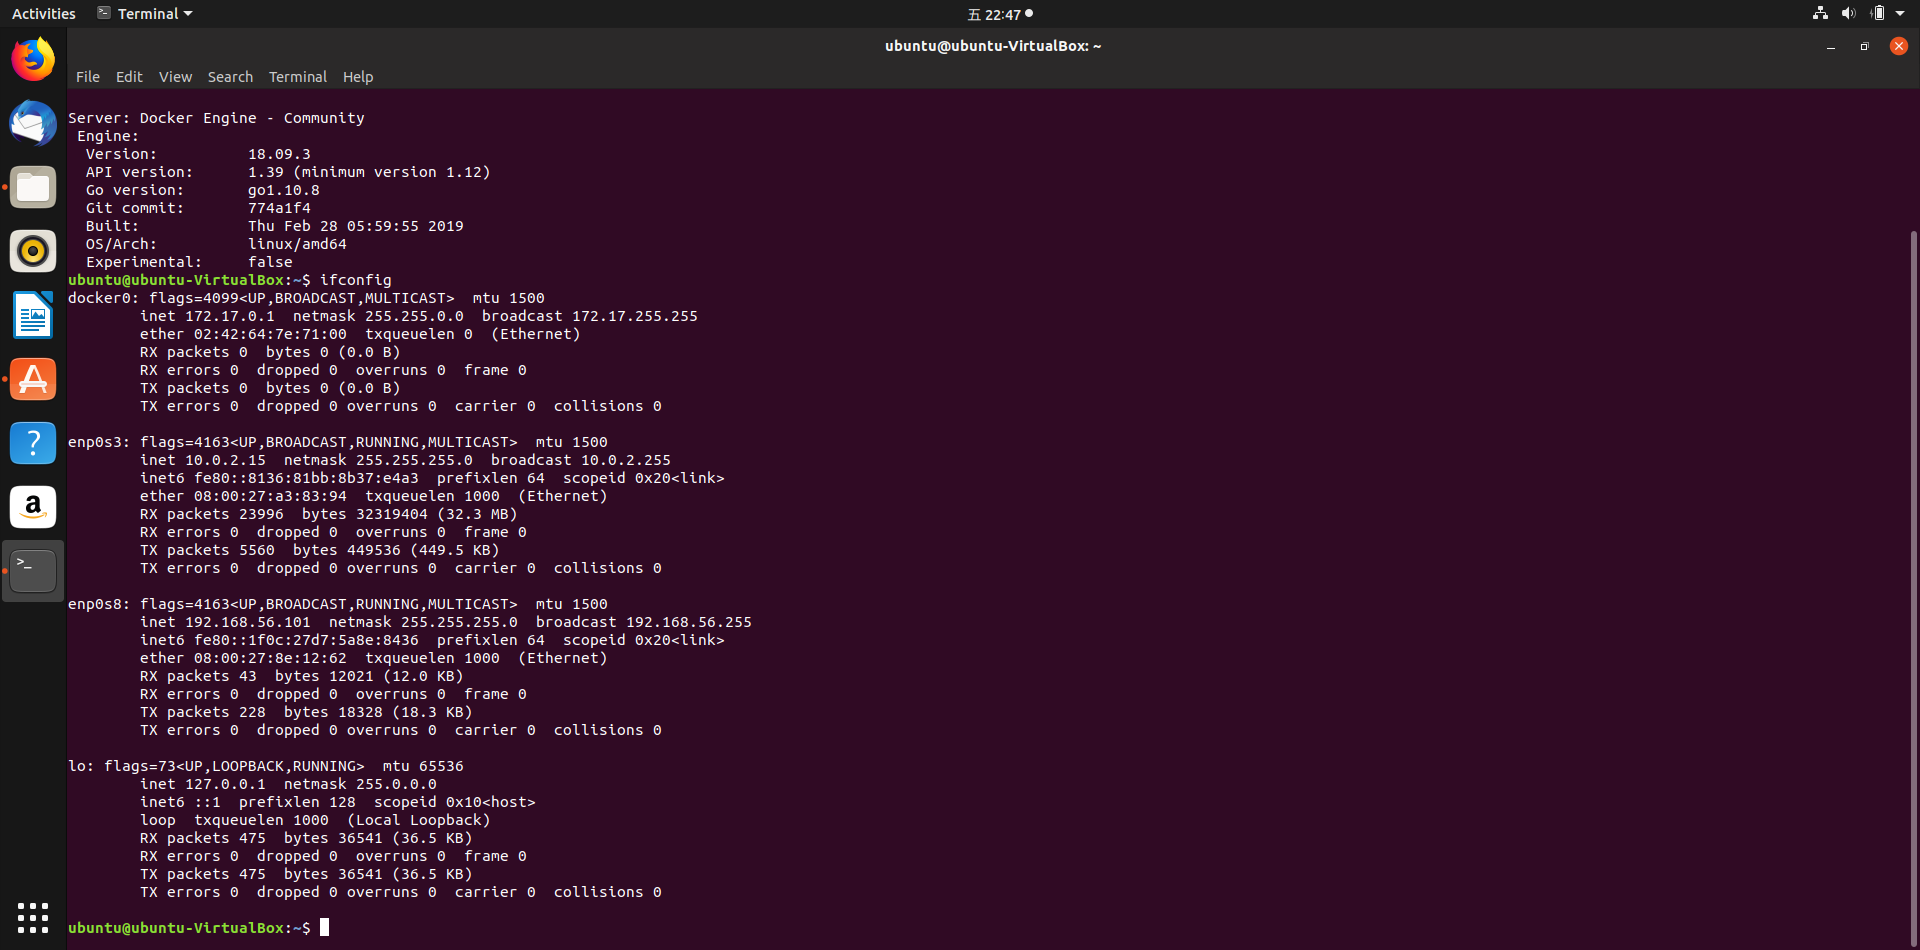 Activities Terminal 五 22:47
ubuntu@ubuntu-VirtualBox: ~
File Edit View Search Terminal Help
Server: Docker Engine - Community
 Engine:
  Version:          18.09.3
  API version:      1.39 (minimum version 1.12)
  Go version:       go1.10.8
  Git commit:       774a1f4
  Built:            Thu Feb 28 05:59:55 2019
  OS/Arch:          linux/amd64
  Experimental:     false
ubuntu@ubuntu-VirtualBox:~$ ifconfig
docker0: flags=4099<UP,BROADCAST,MULTICAST>  mtu 1500
        inet 172.17.0.1  netmask 255.255.0.0  broadcast 172.17.255.255
        ether 02:42:64:7e:71:00  txqueuelen 0  (Ethernet)
        RX packets 0  bytes 0 (0.0 B)
        RX errors 0  dropped 0  overruns 0  frame 0
        TX packets 0  bytes 0 (0.0 B)
        TX errors 0  dropped 0 overruns 0  carrier 0  collisions 0
enp0s3: flags=4163<UP,BROADCAST,RUNNING,MULTICAST>  mtu 1500
        inet 10.0.2.15  netmask 255.255.255.0  broadcast 10.0.2.255
        inet6 fe80::8136:81bb:8b37:e4a3  prefixlen 64  scopeid 0x20<link>
        ether 08:00:27:a3:83:94  txqueuelen 1000  (Ethernet)
        RX packets 23996  bytes 32319404 (32.3 MB)
        RX errors 0  dropped 0  overruns 0  frame 0
        TX packets 5560  bytes 449536 (449.5 KB)
        TX errors 0  dropped 0 overruns 0  carrier 0  collisions 0
enp0s8: flags=4163<UP,BROADCAST,RUNNING,MULTICAST>  mtu 1500
        inet 192.168.56.101  netmask 255.255.255.0  broadcast 192.168.56.255
        inet6 fe80::1f0c:27d7:5a8e:8436  prefixlen 64  scopeid 0x20<link>
        ether 08:00:27:8e:12:62  txqueuelen 1000  (Ethernet)
        RX packets 43  bytes 12021 (12.0 KB)
        RX errors 0  dropped 0  overruns 0  frame 0
        TX packets 228  bytes 18328 (18.3 KB)
        TX errors 0  dropped 0 overruns 0  carrier 0  collisions 0
lo: flags=73<UP,LOOPBACK,RUNNING>  mtu 65536
        inet 127.0.0.1  netmask 255.0.0.0
        inet6 ::1  prefixlen 128  scopeid 0x10<host>
        loop  txqueuelen 1000  (Local Loopback)
        RX packets 475  bytes 36541 (36.5 KB)
        RX errors 0  dropped 0  overruns 0  frame 0
        TX packets 475  bytes 36541 (36.5 KB)
        TX errors 0  dropped 0 overruns 0  carrier 0  collisions 0
ubuntu@ubuntu-VirtualBox:~$